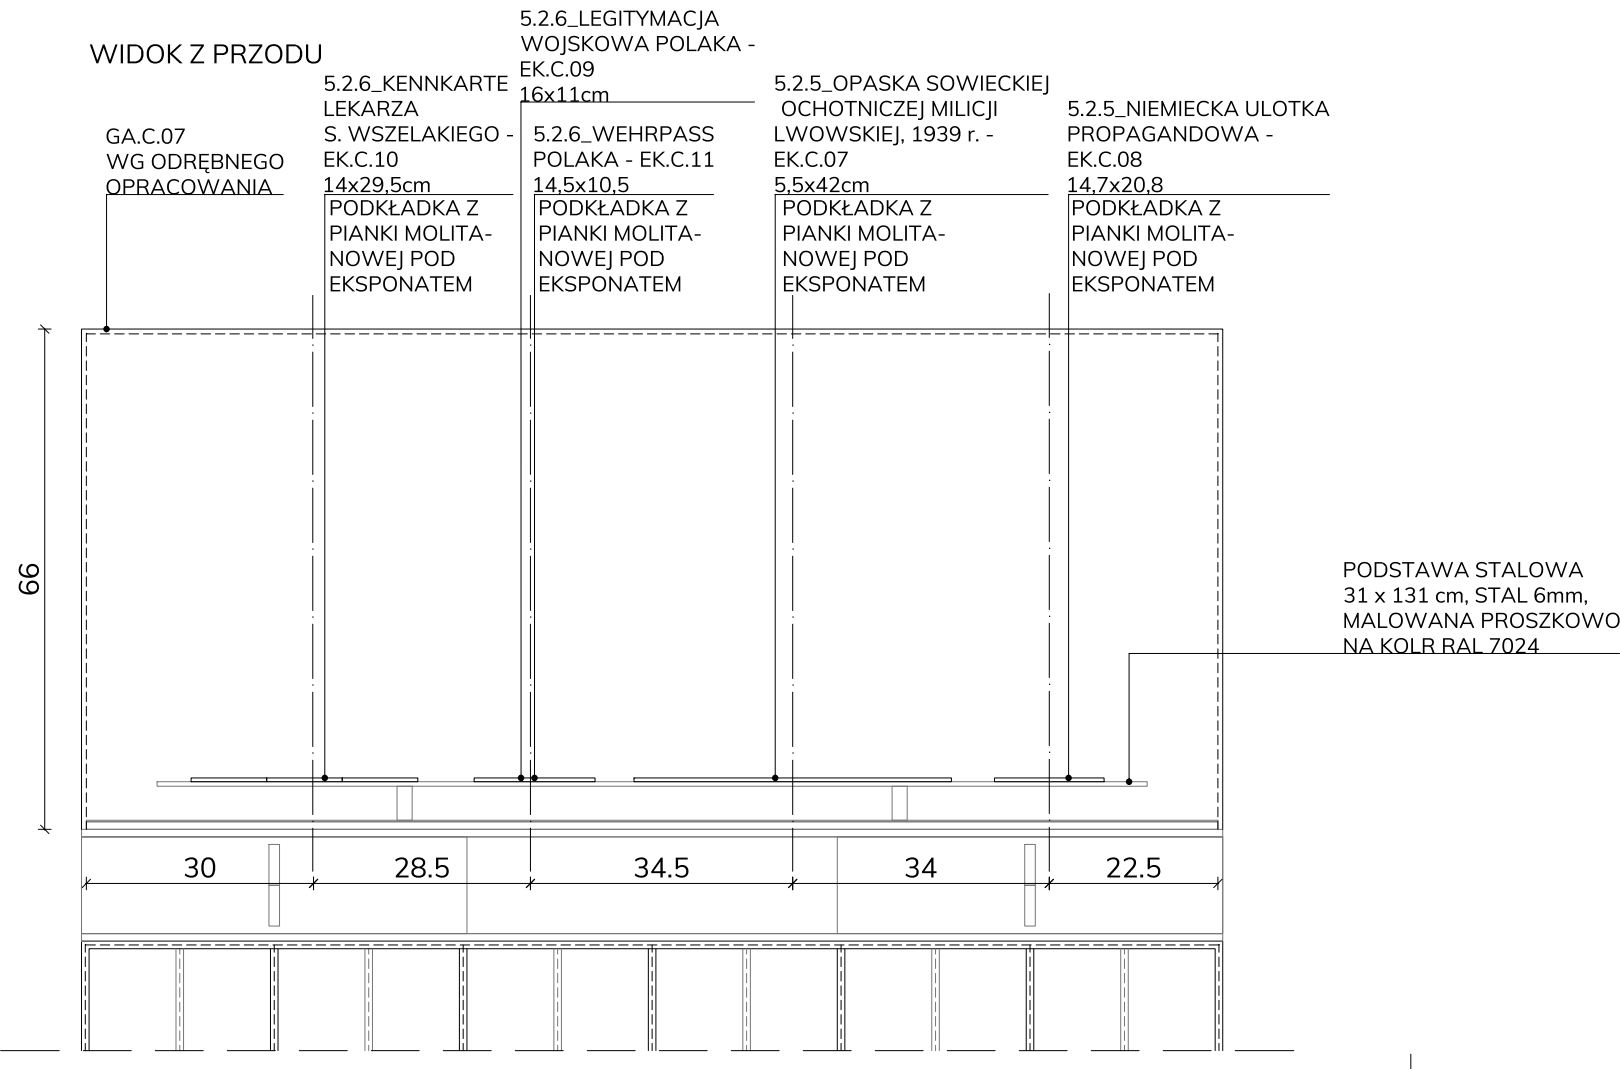 WIDOK Z PRZODU
GA.C.07
WG ODRĘBNEGO
OPRACOWANIA
5.2.6_KENNKARTE
LEKARZA
S. WSZELAKIEGO -
EK.C.10
14x29,5cm
PODKŁADKA Z
PIANKI MOLITA-
NOWEJ POD
EKSPONATEM
5.2.6_LEGITYMACJA
WOJSKOWA POLAKA -
EK.C.09
16x11cm
5.2.6_WEHRPASS
POLAKA - EK.C.11
14,5x10,5
PODKŁADKA Z
PIANKI MOLITA-
NOWEJ POD
EKSPONATEM
5.2.5_OPASKA SOWIECKIEJ
OCHOTNICZEJ MILICJI
LWOWSKIEJ, 1939 r. -
EK.C.07
5,5x42cm
PODKŁADKA Z
PIANKI MOLITA-
NOWEJ POD
EKSPONATEM
5.2.5_NIEMIECKA ULOTKA
PROPAGANDOWA -
EK.C.08
14,7x20,8
PODKŁADKA Z
PIANKI MOLITA-
NOWEJ POD
EKSPONATEM
66
PODSTAWA STALOWA
31 x 131 cm, STAL 6mm,
MALOWANA PROSZKOWO
NA KOLR RAL 7024
30
28.5
34.5
34
22.5